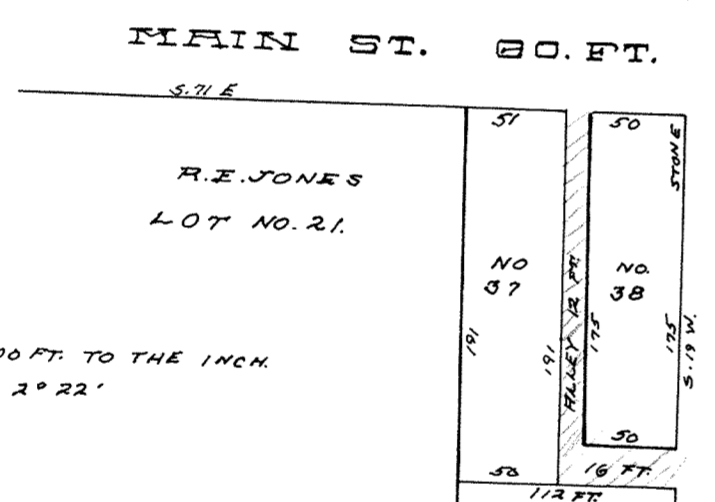 MAIN ST. 60. FT.
S. 71 E
51
50
STONE
R. E. JONES
LOT NO. 21.
NO
37
NO.
38
ALLEY 12 FT.
191
191
175
175
S. 19 W.
00 FT. TO THE INCH.
2° 22'
50
50
16 FT.
112 FT.